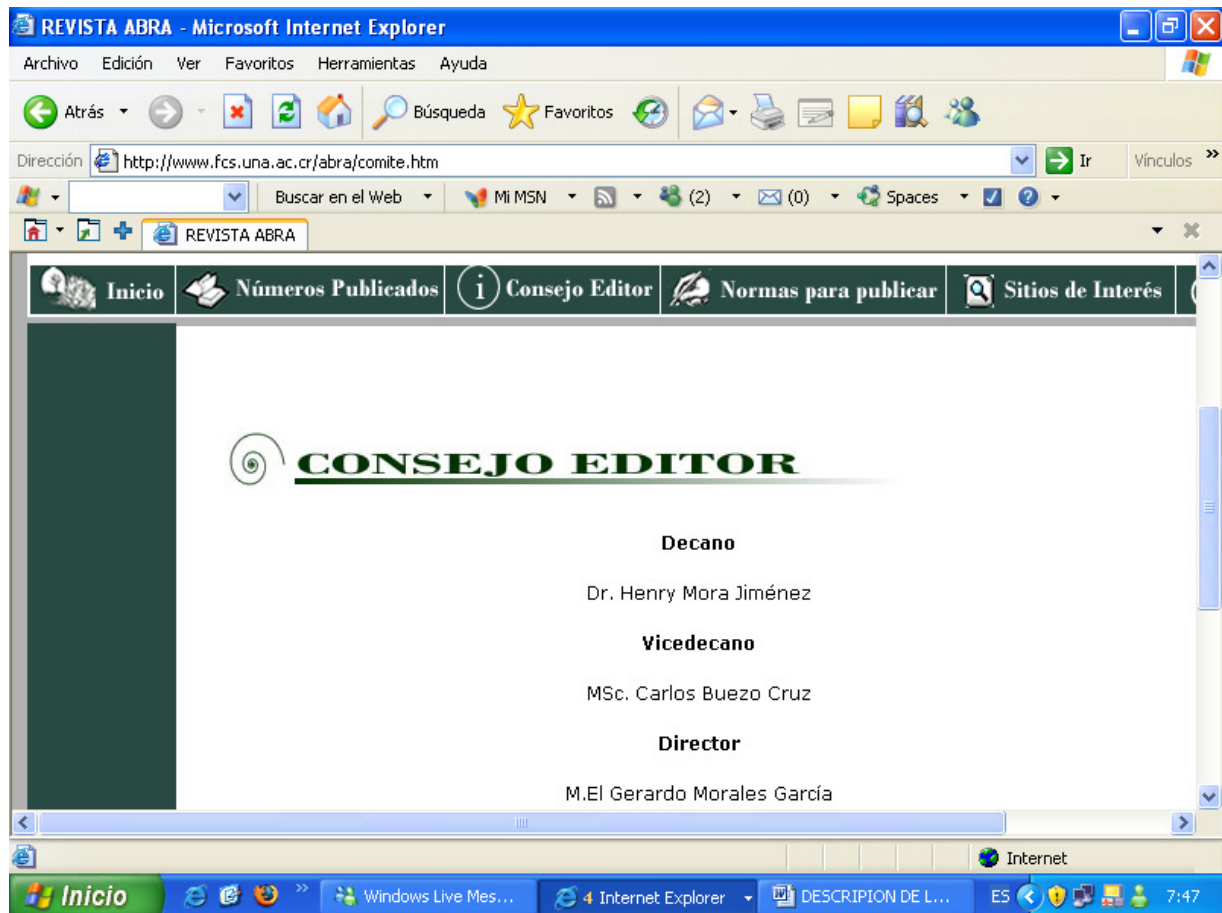 REVISTA ABRA - Microsoft Internet Explorer
Archivo Edición Ver Favoritos Herramientas Ayuda
Atrás Búsqueda Favoritos
Dirección http://www.fcs.una.ac.cr/abra/comite.htm Ir Vínculos »
Buscar en el Web Mi MSN (2) (0) Spaces
REVISTA ABRA
Inicio Números Publicados i Consejo Editor Normas para publicar Sitios de Interés
CONSEJO EDITOR
Decano
Dr. Henry Mora Jiménez
Vicedecano
MSc. Carlos Buezo Cruz
Director
M.El Gerardo Morales García
Internet
Inicio » Windows Live Mes... 4 Internet Explorer DESCRIPION DE L... ES 7:47